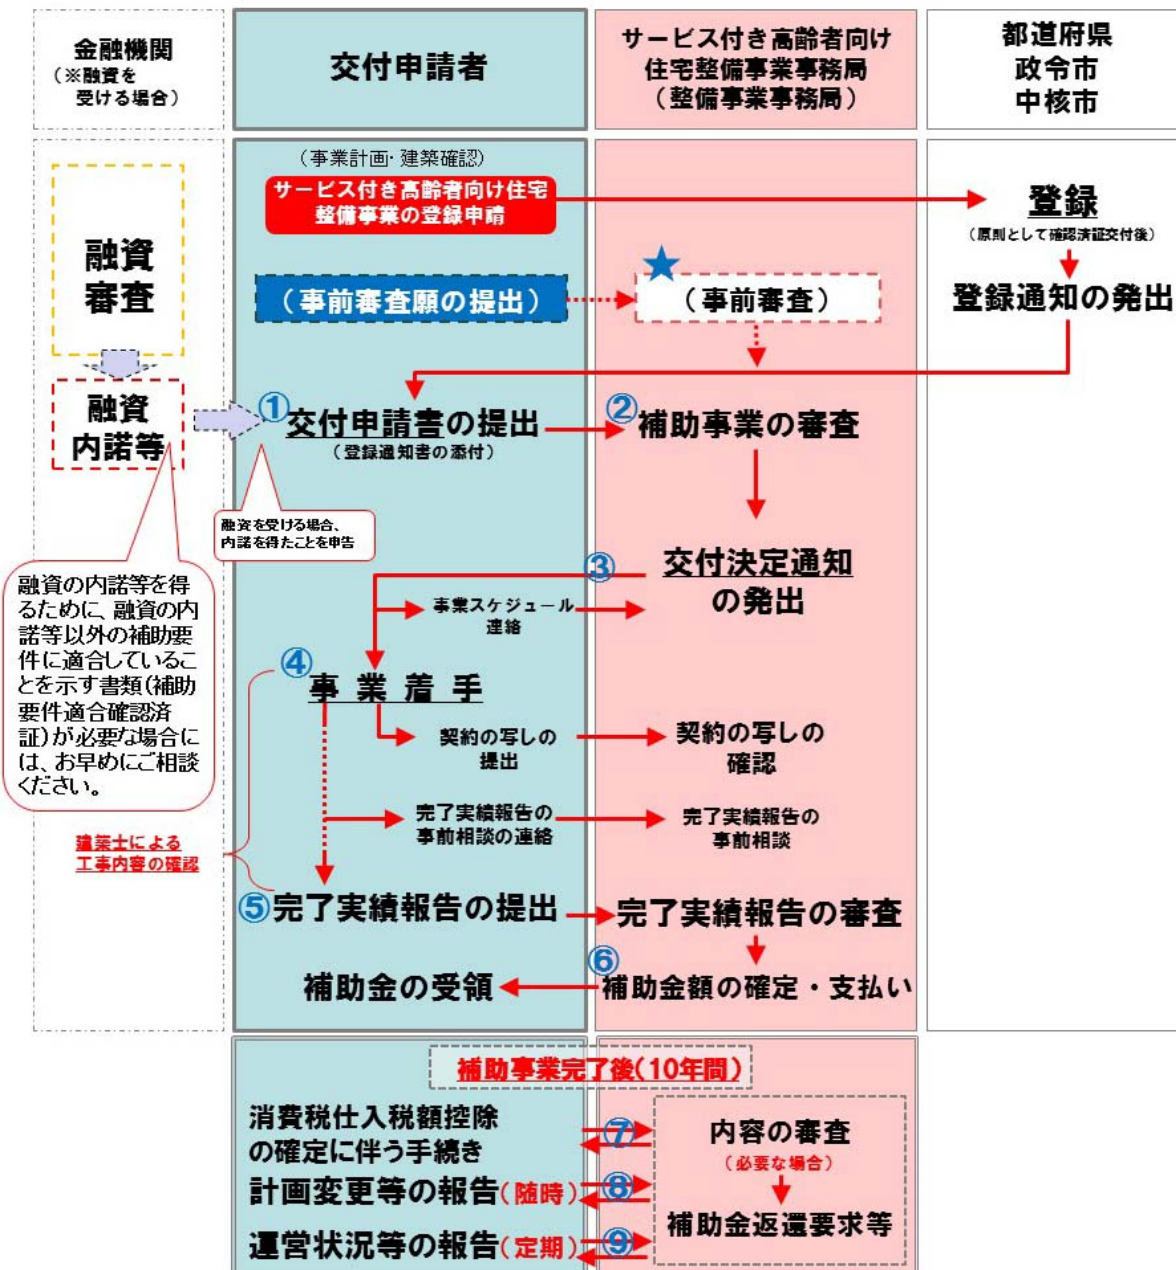 金融機関
（※融資を
受ける場合）
交付申請者
サービス付き高齢者向け
住宅整備事業事務局
（整備事業事務局）
都道府県
政令市
中核市
（事業計画・建築確認）
サービス付き高齢者向け住宅
整備事業の登録申請
登録
（原則として確認済証交付後）
融資
審査
★
（事前審査願の提出）
（事前審査）
登録通知の発出
融資
内諾等
①
交付申請書の提出
（登録通知書の添付）
②
補助事業の審査
融資を受ける場合、
内諾を得たことを申告
融資の内諾等を得
るために、融資の内
諾等以外の補助要
件に適合しているこ
とを示す書類（補助
要件適合確認済
証）が必要な場合に
は、お早めにご相談
ください。
③
交付決定通知
の発出
事業スケジュール
連絡
④
事業着手
契約の写しの
提出
契約の写しの
確認
完了実績報告の
事前相談の連絡
完了実績報告の
事前相談
建築士による
工事内容の確認
⑤完了実績報告の提出
完了実績報告の審査
補助金の受領
⑥
補助金額の確定・支払い
補助事業完了後（10年間）
消費税仕入税額控除
の確定に伴う手続き
⑦
内容の審査
（必要な場合）
計画変更等の報告（随時）
⑧
補助金返還要求等
運営状況等の報告（定期）
⑨